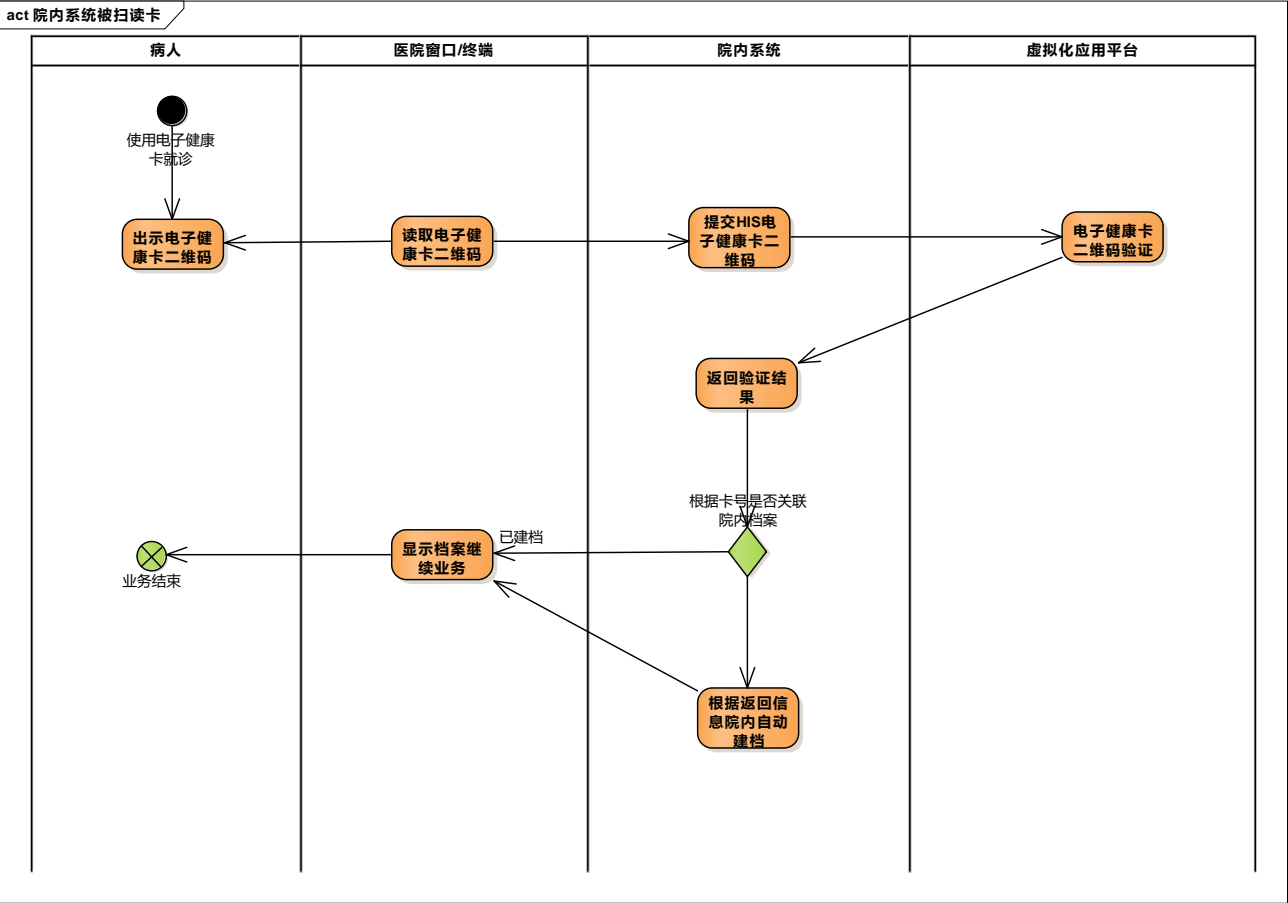 act 院内系统被扫读卡
病人
医院窗口/终端
院内系统
虚拟化应用平台
使用电子健康
卡就诊
出示电子健
康卡二维码
读取电子健
康卡二维码
提交HIS电
子健康卡二
维码
电子健康卡
二维码验证
返回验证结
果
根据卡号是否关联
院内档案
已建档
显示档案继
续业务
业务结束
根据返回信
息院内自动
建档